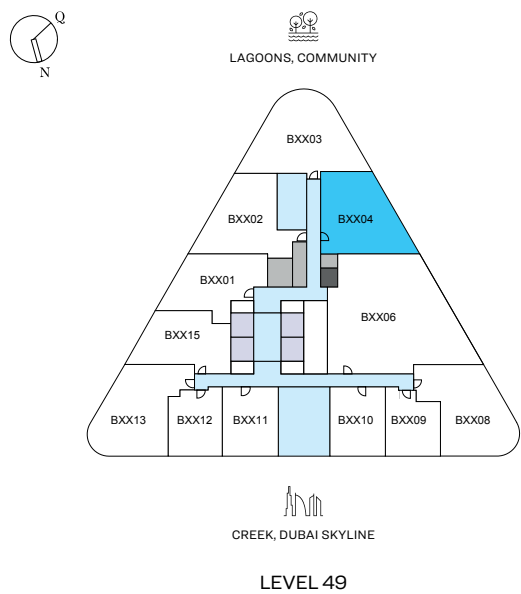 Q
N
LAGOONS, COMMUNITY
BXX03
BXX02
BXX04
BXX01
BXX06
BXX15
BXX13
BXX12
BXX11
BXX10
BXX09
BXX08
CREEK, DUBAI SKYLINE
LEVEL 49